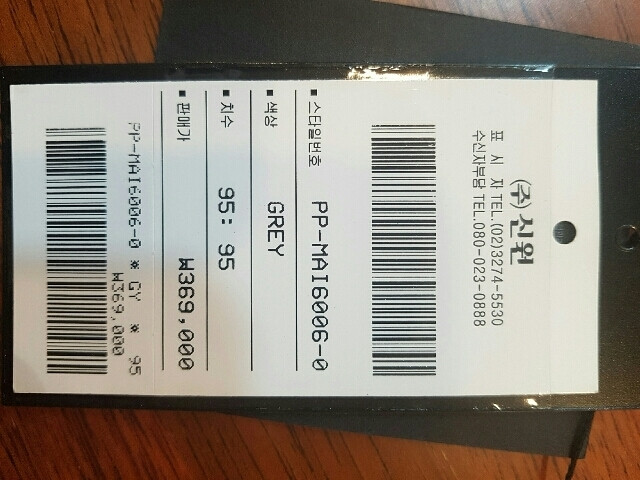 (주)신원
표 시 자 TEL.(02)3274-5530
수신자부담 TEL.080-023-0888
■ 스타일번호 PP-MAI6006-0
■ 색상 GREY
■ 치수 95: 95
■ 판매가 ₩369,000
PP-MAI6006-0 * GY * 95
₩369,000